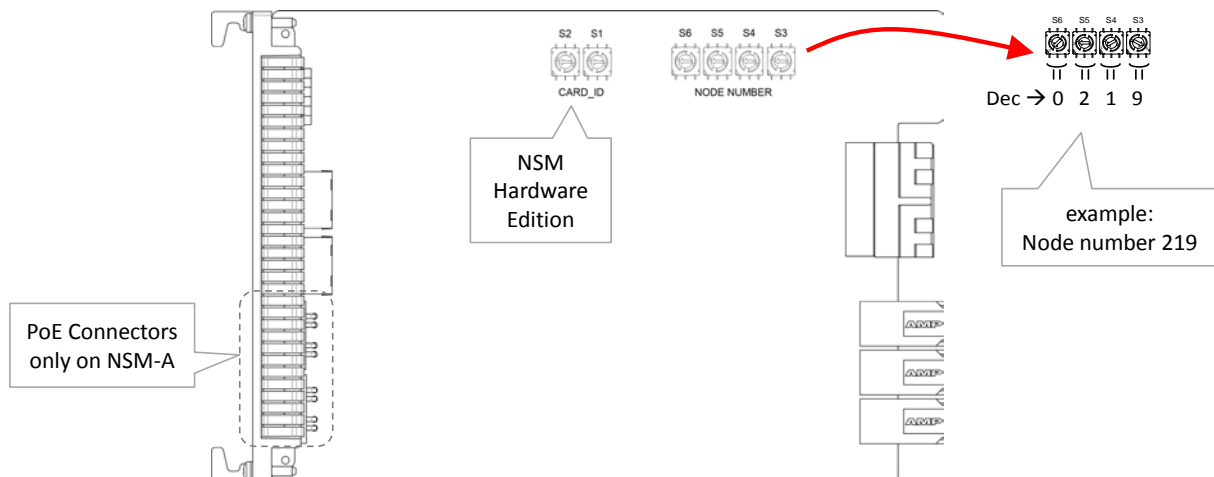 S2 S1
CARD_ID
S6 S5 S4 S3
NODE NUMBER
S6 S5 S4 S3
Dec → 0 2 1 9
NSM
Hardware
Edition
example:
Node number 219
PoE Connectors
only on NSM-A
AMP
AMP
AMP